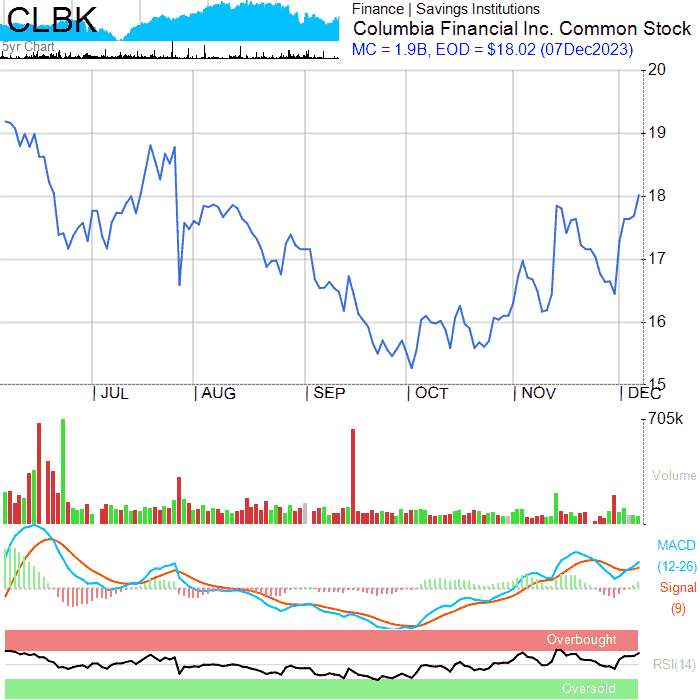 CLBK
5yr Chart
Finance | Savings Institutions
Columbia Financial Inc. Common Stock
MC = 1.9B, EOD = $18.02 (07Dec2023)
20
19
18
17
16
15
JUL AUG SEP OCT NOV DEC
705k
Volume
MACD
(12-26)
Signal
(9)
Overbought
RSI(14)
Oversold